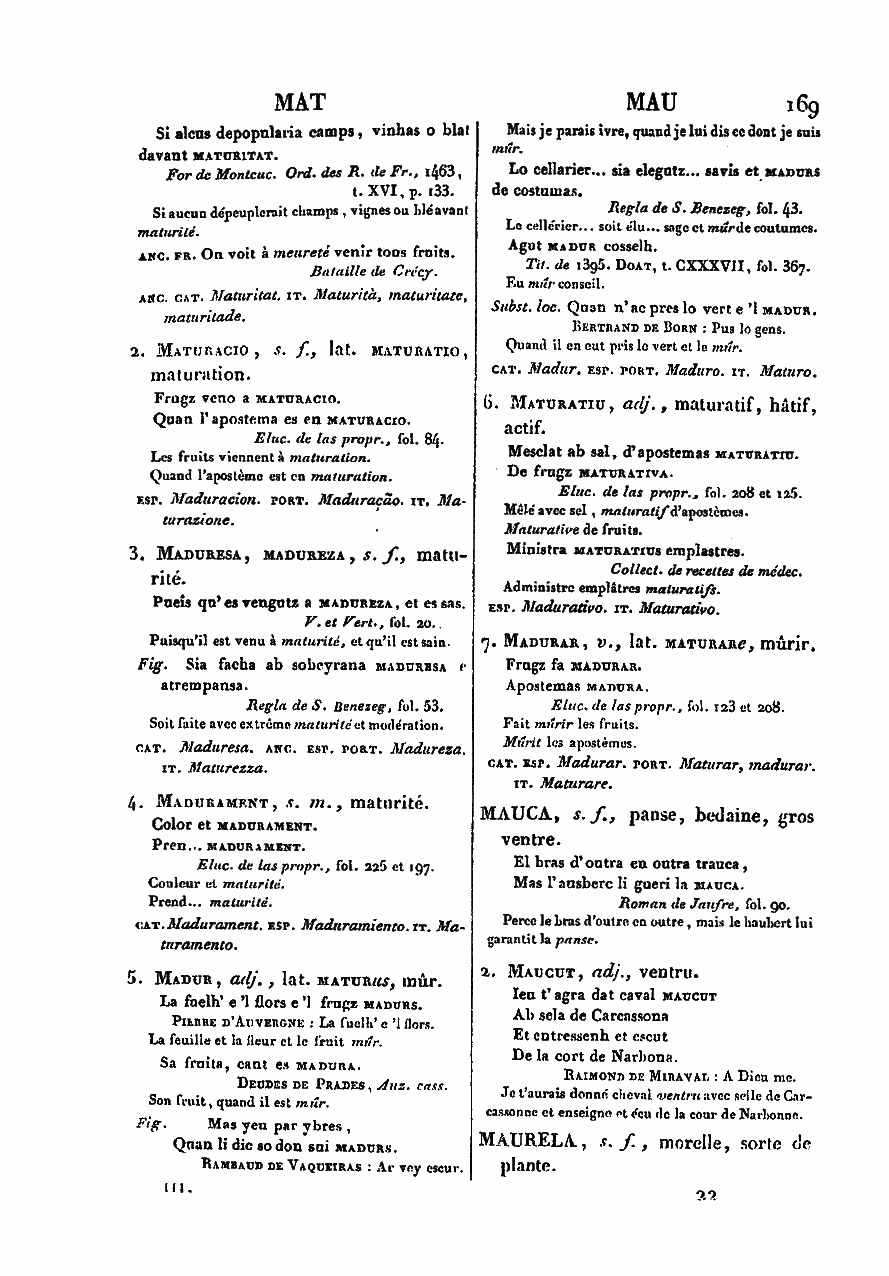 MAT
MAU
169
Si alcus depopularia camps, vinhas o blat
davant MATURITAT.
For de Montcuc. Ord. des R. de Fr., 1463,
t. XVI, p. 133.
Si aucun dépeuplerait champs, vignes ou blé avant
maturité.
ANC. FR. On voit à meureté venir tous fruits.
Bataille de Crécy.
ANC. CAT. Maturitat. IT. Maturità, maturitate,
maturitade.
2. MATURACIO, s. f., lat. MATURATIO,
maturation.
Frugz veno a MATURACIO.
Quan l'apostema es en MATURACIO.
Eluc. de las propr., fol. 84.
Les fruits viennent à maturation.
Quand l'apostème est en maturation.
ESP. Maduracion. PORT. Maduração. IT. Ma-
turazione.
3. MADURESA, MADUREZA, s. f., matu-
rité.
Pueis qu'es vengutz a MADUREZA, et es sas.
V. et Vert., fol. 20.
Puisqu'il est venu à maturité, et qu'il est sain.
Fig. Sia facha ab sobeyrana MADURESA e
atrempansa.
Regla de S. Benezeg, fol. 53.
Soit faite avec extrême maturité et modération.
CAT. Maduresa. ANC. ESP. PORT. Madureza.
IT. Maturezza.
4. MADURAMENT, s. m., maturité.
Color et MADURAMENT.
Pren... MADURAMENT.
Eluc. de las propr., fol. 225 et 197.
Couleur et maturité.
Prend... maturité.
CAT. Madurament. ESP. Maduramiento. IT. Ma-
turamento.
5. MADUR, adj., lat. MATURus, mûr.
La fuelh' e 'l flors e 'l frugz MADURS.
PIERRE D'AUVERGNE : La fuelh' e 'l flors.
La feuille et la fleur et le fruit mûr.
Sa fruita, cant es MADURA.
DEUDES DE PRADES, Auz. cass.
Son fruit, quand il est mûr.
Fig. Mas yeu par ybres,
Quan li dic so don sui MADURS.
RAMBAUD DE VAQUEIRAS : Ar vey escur.
III.
Mais je parais ivre, quand je lui dis ce dont je suis
mûr.
Lo cellarier... sia elegutz... savis et MADURS
de costumas.
Regla de S. Benezeg, fol. 43.
Le cellérier... soit élu... sage et mûr de coutumes.
Agut MADUR cosselh.
Tit. de 1395. DOAT, t. CXXXVII, fol. 367.
Eu mûr conseil.
Subst. loc. Quan n'ac pres lo vert e 'l MADUR.
BERTRAND DE BORN : Pus lo gens.
Quand il en eut pris le vert et le mûr.
CAT. Madur. ESP. PORT. Maduro. IT. Maturo.
6. MATURATIU, adj., maturatif, hâtif,
actif.
Mesclat ab sal, d'apostemas MATURATIU.
De frugz MATURATIVA.
Eluc. de las propr., fol. 208 et 125.
Mêlé avec sel, maturatif d'apostèmes.
Maturative de fruits.
Ministra MATURATIUS emplastres.
Collect. de recettes de médec.
Administre emplâtres maturatifs.
ESP. Madurativo. IT. Maturativo.
7. MADURAR, v., lat. MATURARe, mûrir.
Frugz fa MADURAR.
Apostemas MADURA.
Eluc. de las propr., fol. 123 et 208.
Fait mûrir les fruits.
Mûrit les apostèmes.
CAT. ESP. Madurar. PORT. Maturar, madurar.
IT. Maturare.
MAUCA, s. f., panse, bedaine, gros
ventre.
El bras d'outra en outra trauca,
Mas l'ausberc li gueri la MAUCA.
Roman de Jaufre, fol. 90.
Perce le bras d'outre en outre, mais le haubert lui
garantit la panse.
2. MAUCUT, adj., ventru.
Ieu t'agra dat caval MAUCUT
Ab sela de Carcassona
Et entressenh et escut
De la cort de Narbona.
RAIMOND DE MIRAVAL : A Dieu me.
Je t'aurais donné cheval ventru avec selle de Car-
cassonne et enseigne et écu de la cour de Narbonne.
MAURELA, s. f., morelle, sorte de
plante.
22